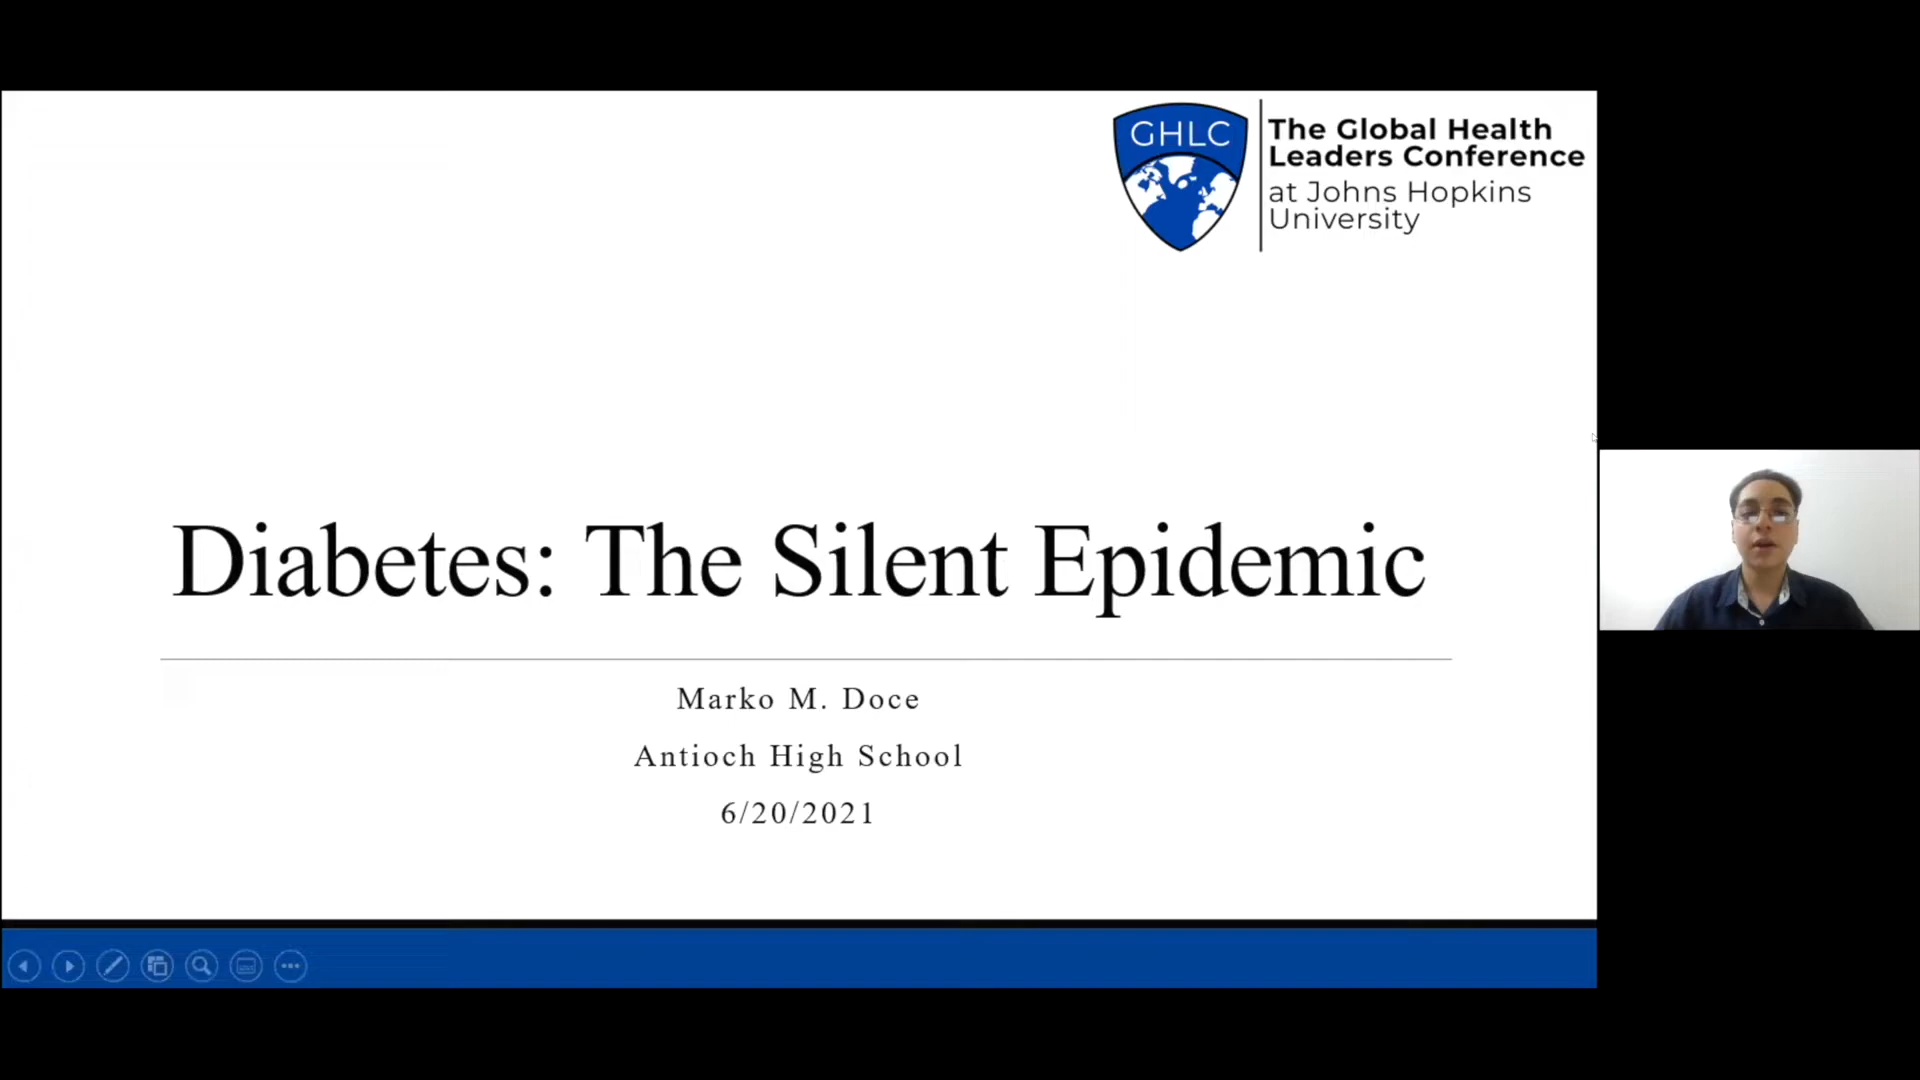 GHLC
The Global Health
Leaders Conference
at Johns Hopkins
University
Diabetes: The Silent Epidemic
Marko M. Doce
Antioch High School
6/20/2021